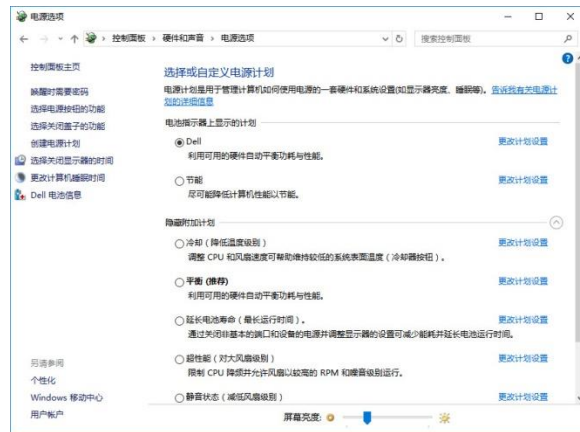 电源选项
控制面板 › 硬件和声音 › 电源选项
搜索控制面板
控制面板主页
唤醒时需要密码
选择电源按钮的功能
选择关闭盖子的功能
创建电源计划
选择关闭显示器的时间
更改计算机睡眠时间
Dell 电池信息
另请参阅
个性化
Windows 移动中心
用户帐户
选择或自定义电源计划
电源计划是用于管理计算机如何使用电源的一套硬件和系统设置(如显示器亮度、睡眠等)。告诉我有关电源计
划的详细信息
电池指示器上显示的计划
Dell 更改计划设置
利用可用的硬件自动平衡功耗与性能。
节能 更改计划设置
尽可能降低计算机性能以节能。
隐藏附加计划
冷却（降低温度级别） 更改计划设置
调整 CPU 和风扇速度可帮助维持较低的系统表面温度（冷却器按钮）。
平衡 (推荐) 更改计划设置
利用可用的硬件自动平衡功耗与性能。
延长电池寿命（最长运行时间）。 更改计划设置
通过关闭非基本的端口和设备的电源并调整显示器的设置可减少能耗并延长电池运行时间。
超性能（对大风扇级别） 更改计划设置
限制 CPU 降频并允许风扇以较高的 RPM 和噪音级别运行。
静音状态（减低风扇级别） 更改计划设置
屏幕亮度: